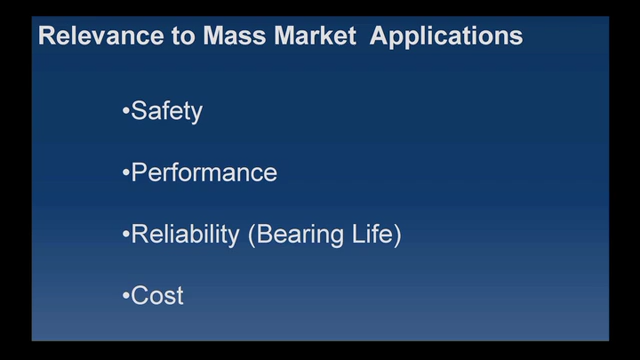 Relevance to Mass Market  Applications
•Safety
•Performance
•Reliability (Bearing Life)
•Cost